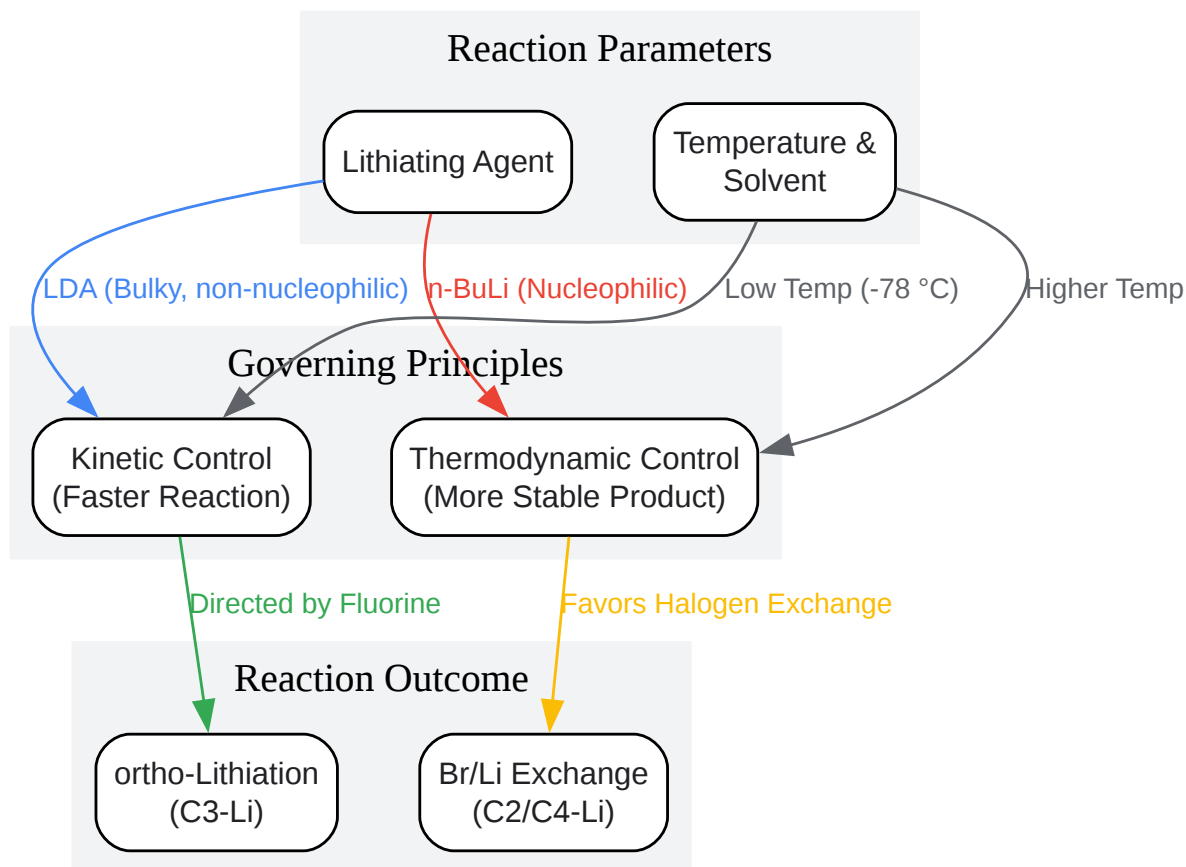 Reaction Parameters
Lithiating Agent
Temperature &
Solvent
LDA (Bulky, non-nucleophilic)
n-BuLi (Nucleophilic)
Low Temp (-78 °C)
Higher Temp
Governing Principles
Kinetic Control
(Faster Reaction)
Thermodynamic Control
(More Stable Product)
Directed by Fluorine
Favors Halogen Exchange
Reaction Outcome
ortho-Lithiation
(C3-Li)
Br/Li Exchange
(C2/C4-Li)